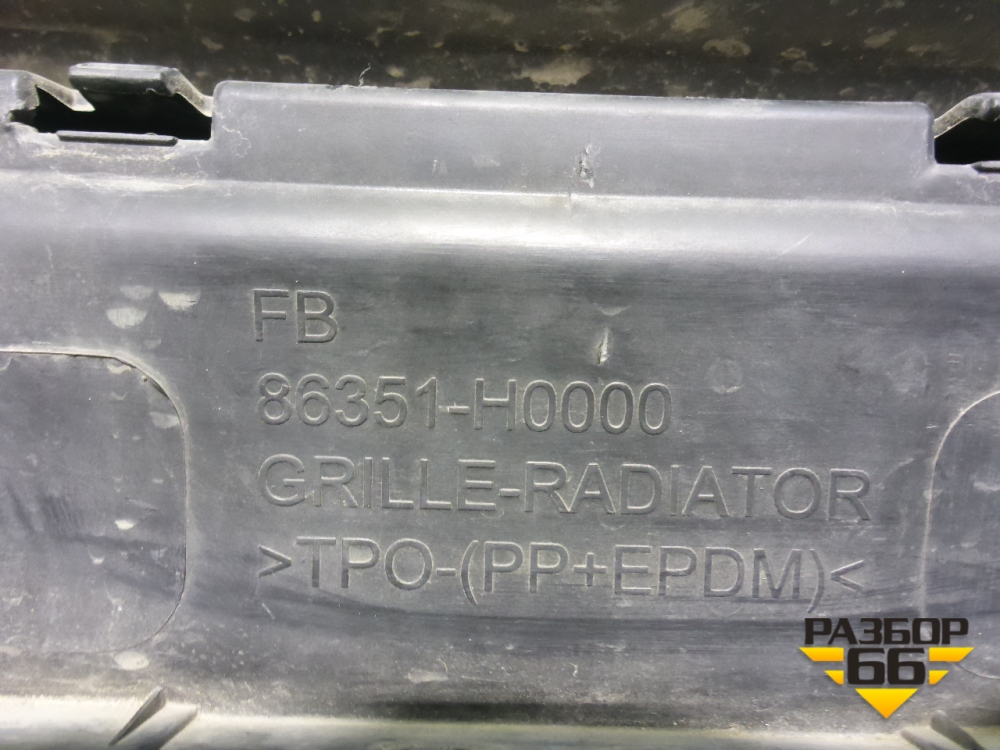 FB
86351-H0000
GRILLE-RADIATOR
>TPO-(PP+EPDM)<
РАЗБОР
66